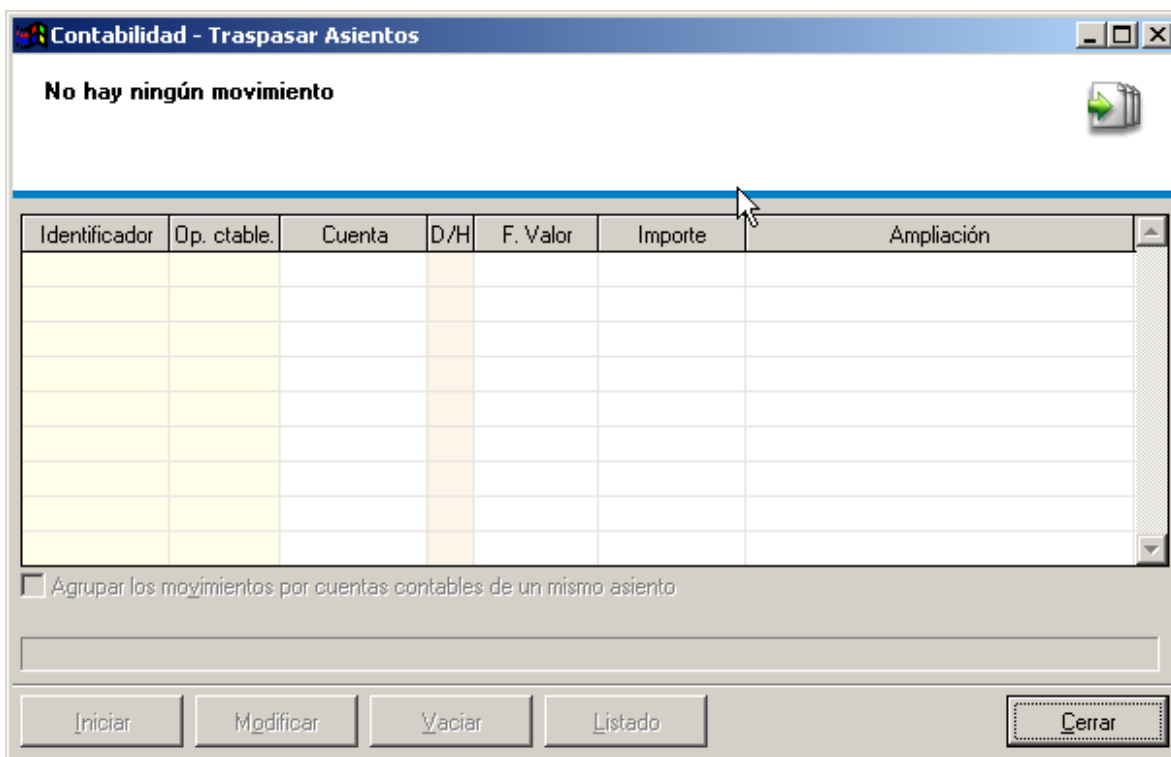 Contabilidad - Traspasar Asientos
No hay ningún movimiento
Identificador Op. ctable. Cuenta D/H F. Valor Importe Ampliación
Agrupar los movimientos por cuentas contables de un mismo asiento
Iniciar Modificar Vaciar Listado Cerrar